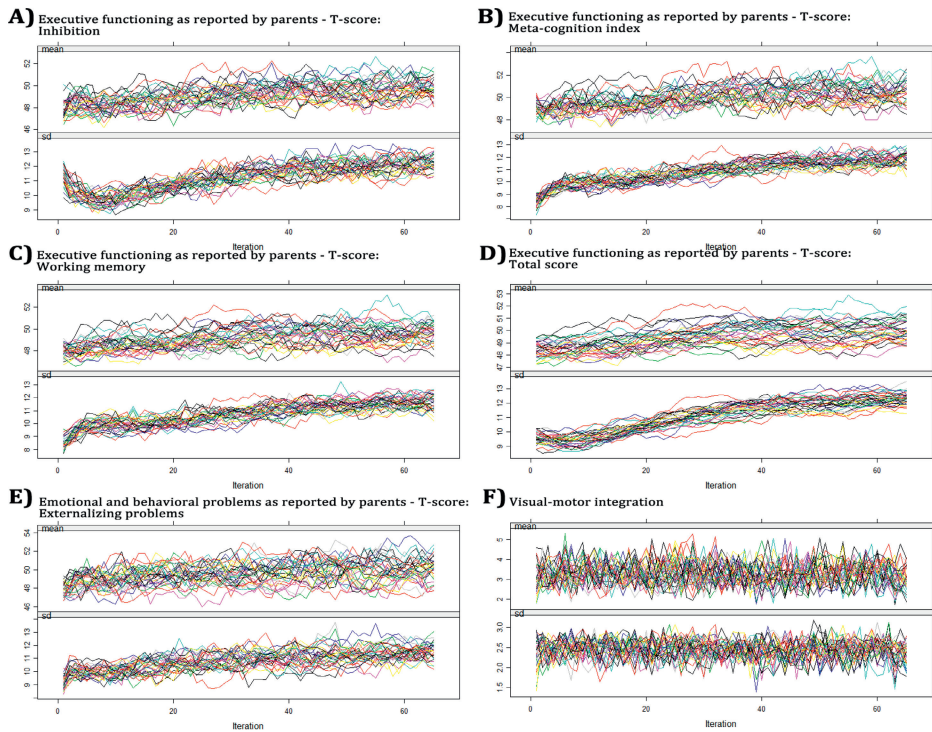 A) Executive functioning as reported by parents - T-score:
Inhibition
mean
52
50
48
46
sd
13
12
11
10
9
0
20
40
60
Iteration
B) Executive functioning as reported by parents - T-score:
Meta-cognition index
mean
52
50
48
sd
13
12
11
10
9
8
0
20
40
60
Iteration
C) Executive functioning as reported by parents - T-score:
Working memory
mean
52
50
48
sd
13
12
11
10
9
8
0
20
40
60
Iteration
D) Executive functioning as reported by parents - T-score:
Total score
mean
53
52
51
50
49
48
47
sd
13
12
11
10
9
8
0
20
40
60
Iteration
E) Emotional and behavioral problems as reported by parents - T-score:
Externalizing problems
mean
54
52
50
48
46
sd
13
12
11
10
9
0
20
40
60
Iteration
F) Visual-motor integration
mean
5
4
3
2
sd
3.0
2.5
2.0
1.5
0
20
40
60
Iteration